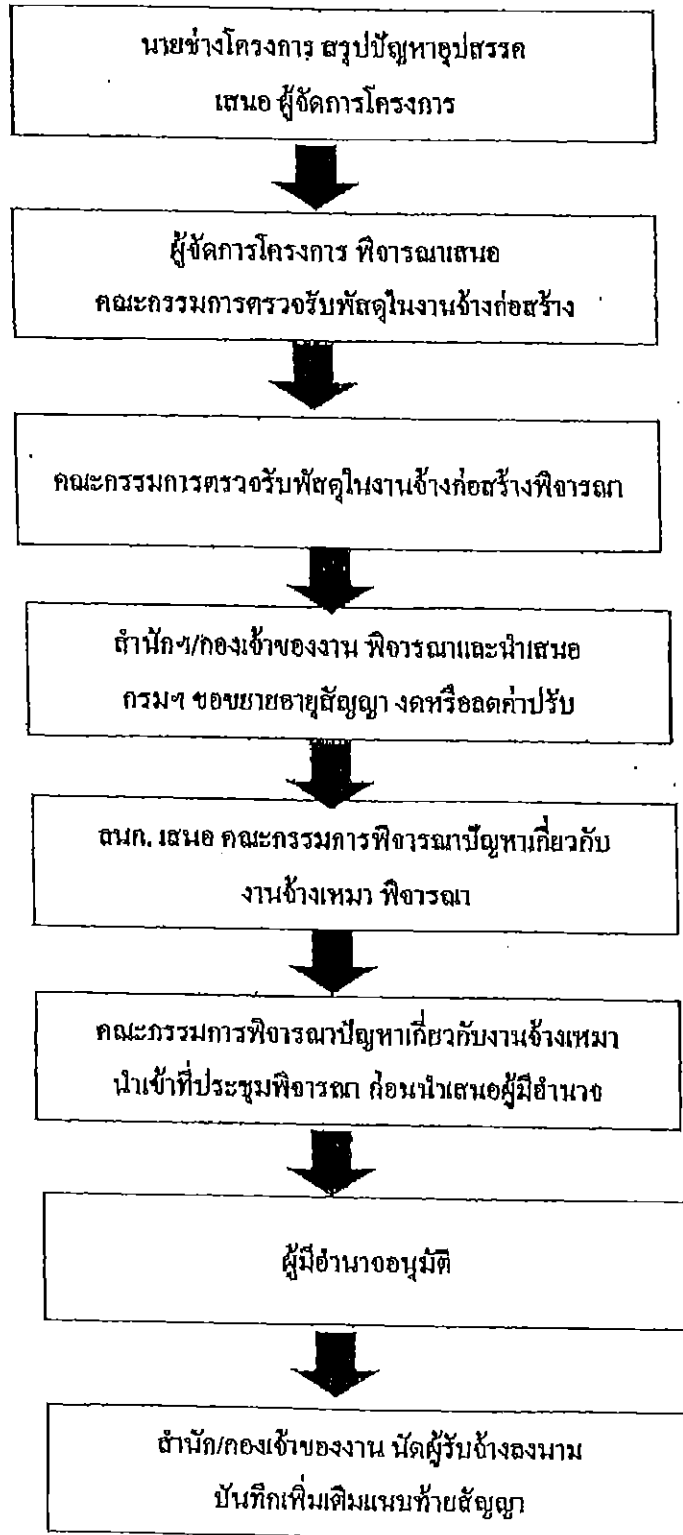 นายช่างโครงการ สรุปปัญหาอุปสรรค
เสนอ ผู้จัดการโครงการ
ผู้จัดการโครงการ พิจารณาเสนอ
คณะกรรมการตรวจรับพัสดุในงานจ้างก่อสร้าง
คณะกรรมการตรวจรับพัสดุในงานจ้างก่อสร้างพิจารณา
สำนักฯ/กองเจ้าของงาน พิจารณาและนำเสนอ
กรมฯ ขอขยายอายุสัญญา งดหรือลดค่าปรับ
ลนก. เสนอ คณะกรรมการพิจารณาปัญหาเกี่ยวกับ
งานจ้างเหมา พิจารณา
คณะกรรมการพิจารณาปัญหาเกี่ยวกับงานจ้างเหมา
นำเข้าที่ประชุมพิจารณา ก่อนนำเสนอผู้มีอำนาจ
ผู้มีอำนาจอนุมัติ
สำนัก/กองเจ้าของงาน นัดผู้รับจ้างลงนาม
บันทึกเพิ่มเติมแนบท้ายสัญญา